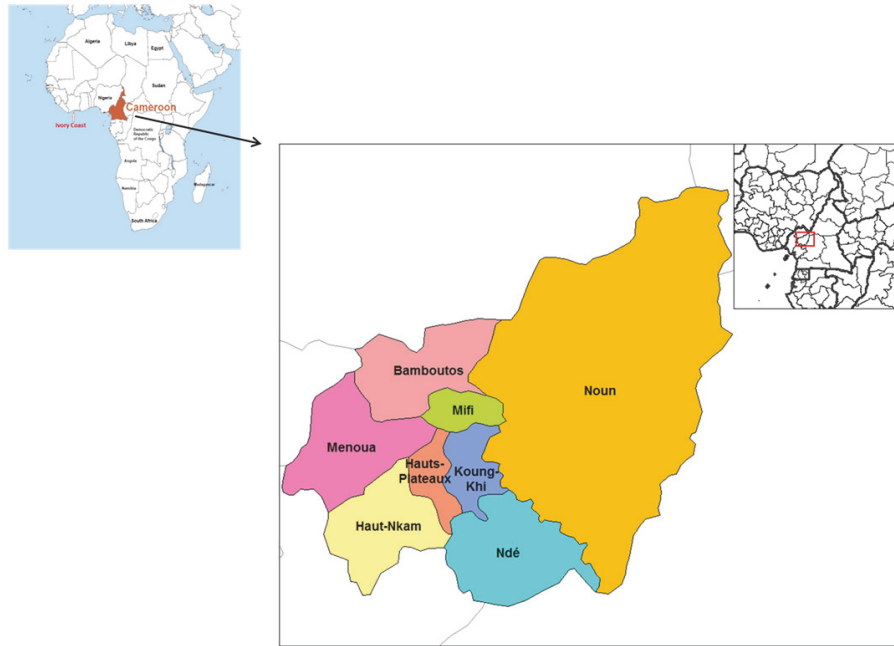 Algeria
Libya
Egypt
Nigeria
Sudan
Cameroon
Ivory Coast
Democratic
Republic
of the Congo
Angola
Namibia
Madagascar
South Africa
Bamboutos
Noun
Mifi
Menoua
Hauts-
Plateaux
Koung-
Khi
Haut-Nkam
Ndé